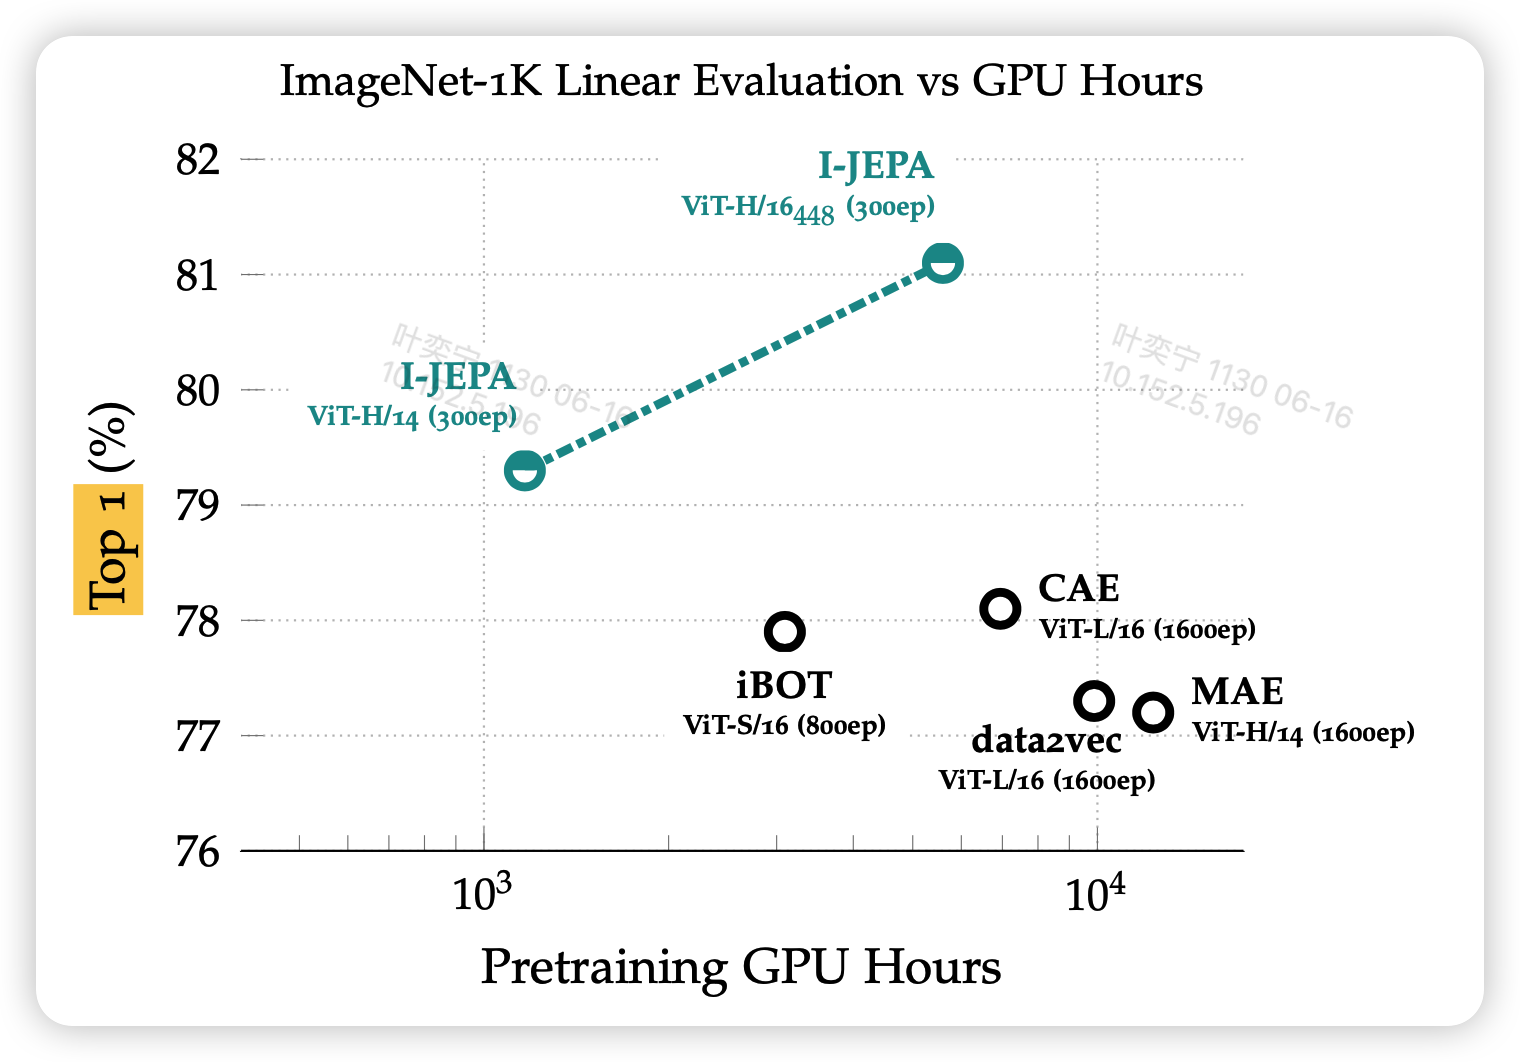 ImageNet-1K Linear Evaluation vs GPU Hours
82
81
80
79
78
77
76
Top 1 (%)
I-JEPA
ViT-H/16₄₄₈ (300ep)
I-JEPA
ViT-H/14 (300ep)
叶奕宁 1130 06-16
10.152.5.196
叶奕宁 1130 06-16
10.152.5.196
CAE
ViT-L/16 (1600ep)
iBOT
ViT-S/16 (800ep)
MAE
ViT-H/14 (1600ep)
data2vec
ViT-L/16 (1600ep)
10³
10⁴
Pretraining GPU Hours